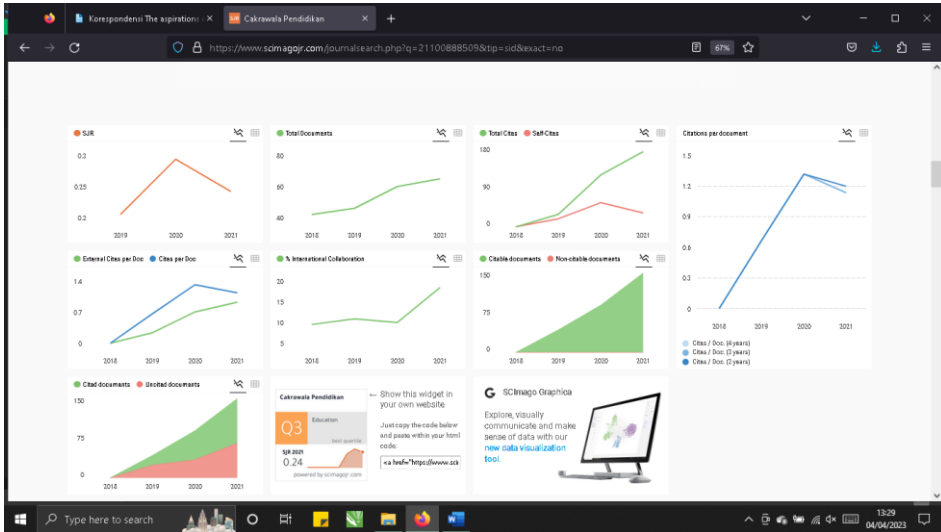 Korespondensi The aspirations
Cakrawala Pendidikan
https://www.scimagojr.com/journalsearch.php?q=21100888509&tip=sid&exact=no
67%
SJR
0.3
0.25
0.2
2019 2020 2021
Total Documents
80
60
40
2018 2019 2020 2021
Total Cites Self-Cites
180
90
0
2018 2019 2020 2021
Citations per document
1.5
1.2
0.9
0.6
0.3
0
2018 2019 2020 2021
Cites / Doc. (4 years)
Cites / Doc. (3 years)
Cites / Doc. (2 years)
External Cites per Doc Cites per Doc
1.4
0.7
0
2018 2019 2020 2021
% International Collaboration
20
15
10
5
2018 2019 2020 2021
Citable documents Non-citable documents
150
75
0
2018 2019 2020 2021
Cited documents Uncited documents
150
75
0
2018 2019 2020 2021
Cakrawala Pendidikan
Q3
Education
best quartile
SJR 2021
0.24
powered by scimagojr.com
← Show this widget in
your own website
Just copy the code below
and paste within your html
code:
<a href="https://www.sci
G SCImago Graphica
Explore, visually
communicate and make
sense of data with our
new data visualization
tool.
Type here to search
13:29
04/04/2023